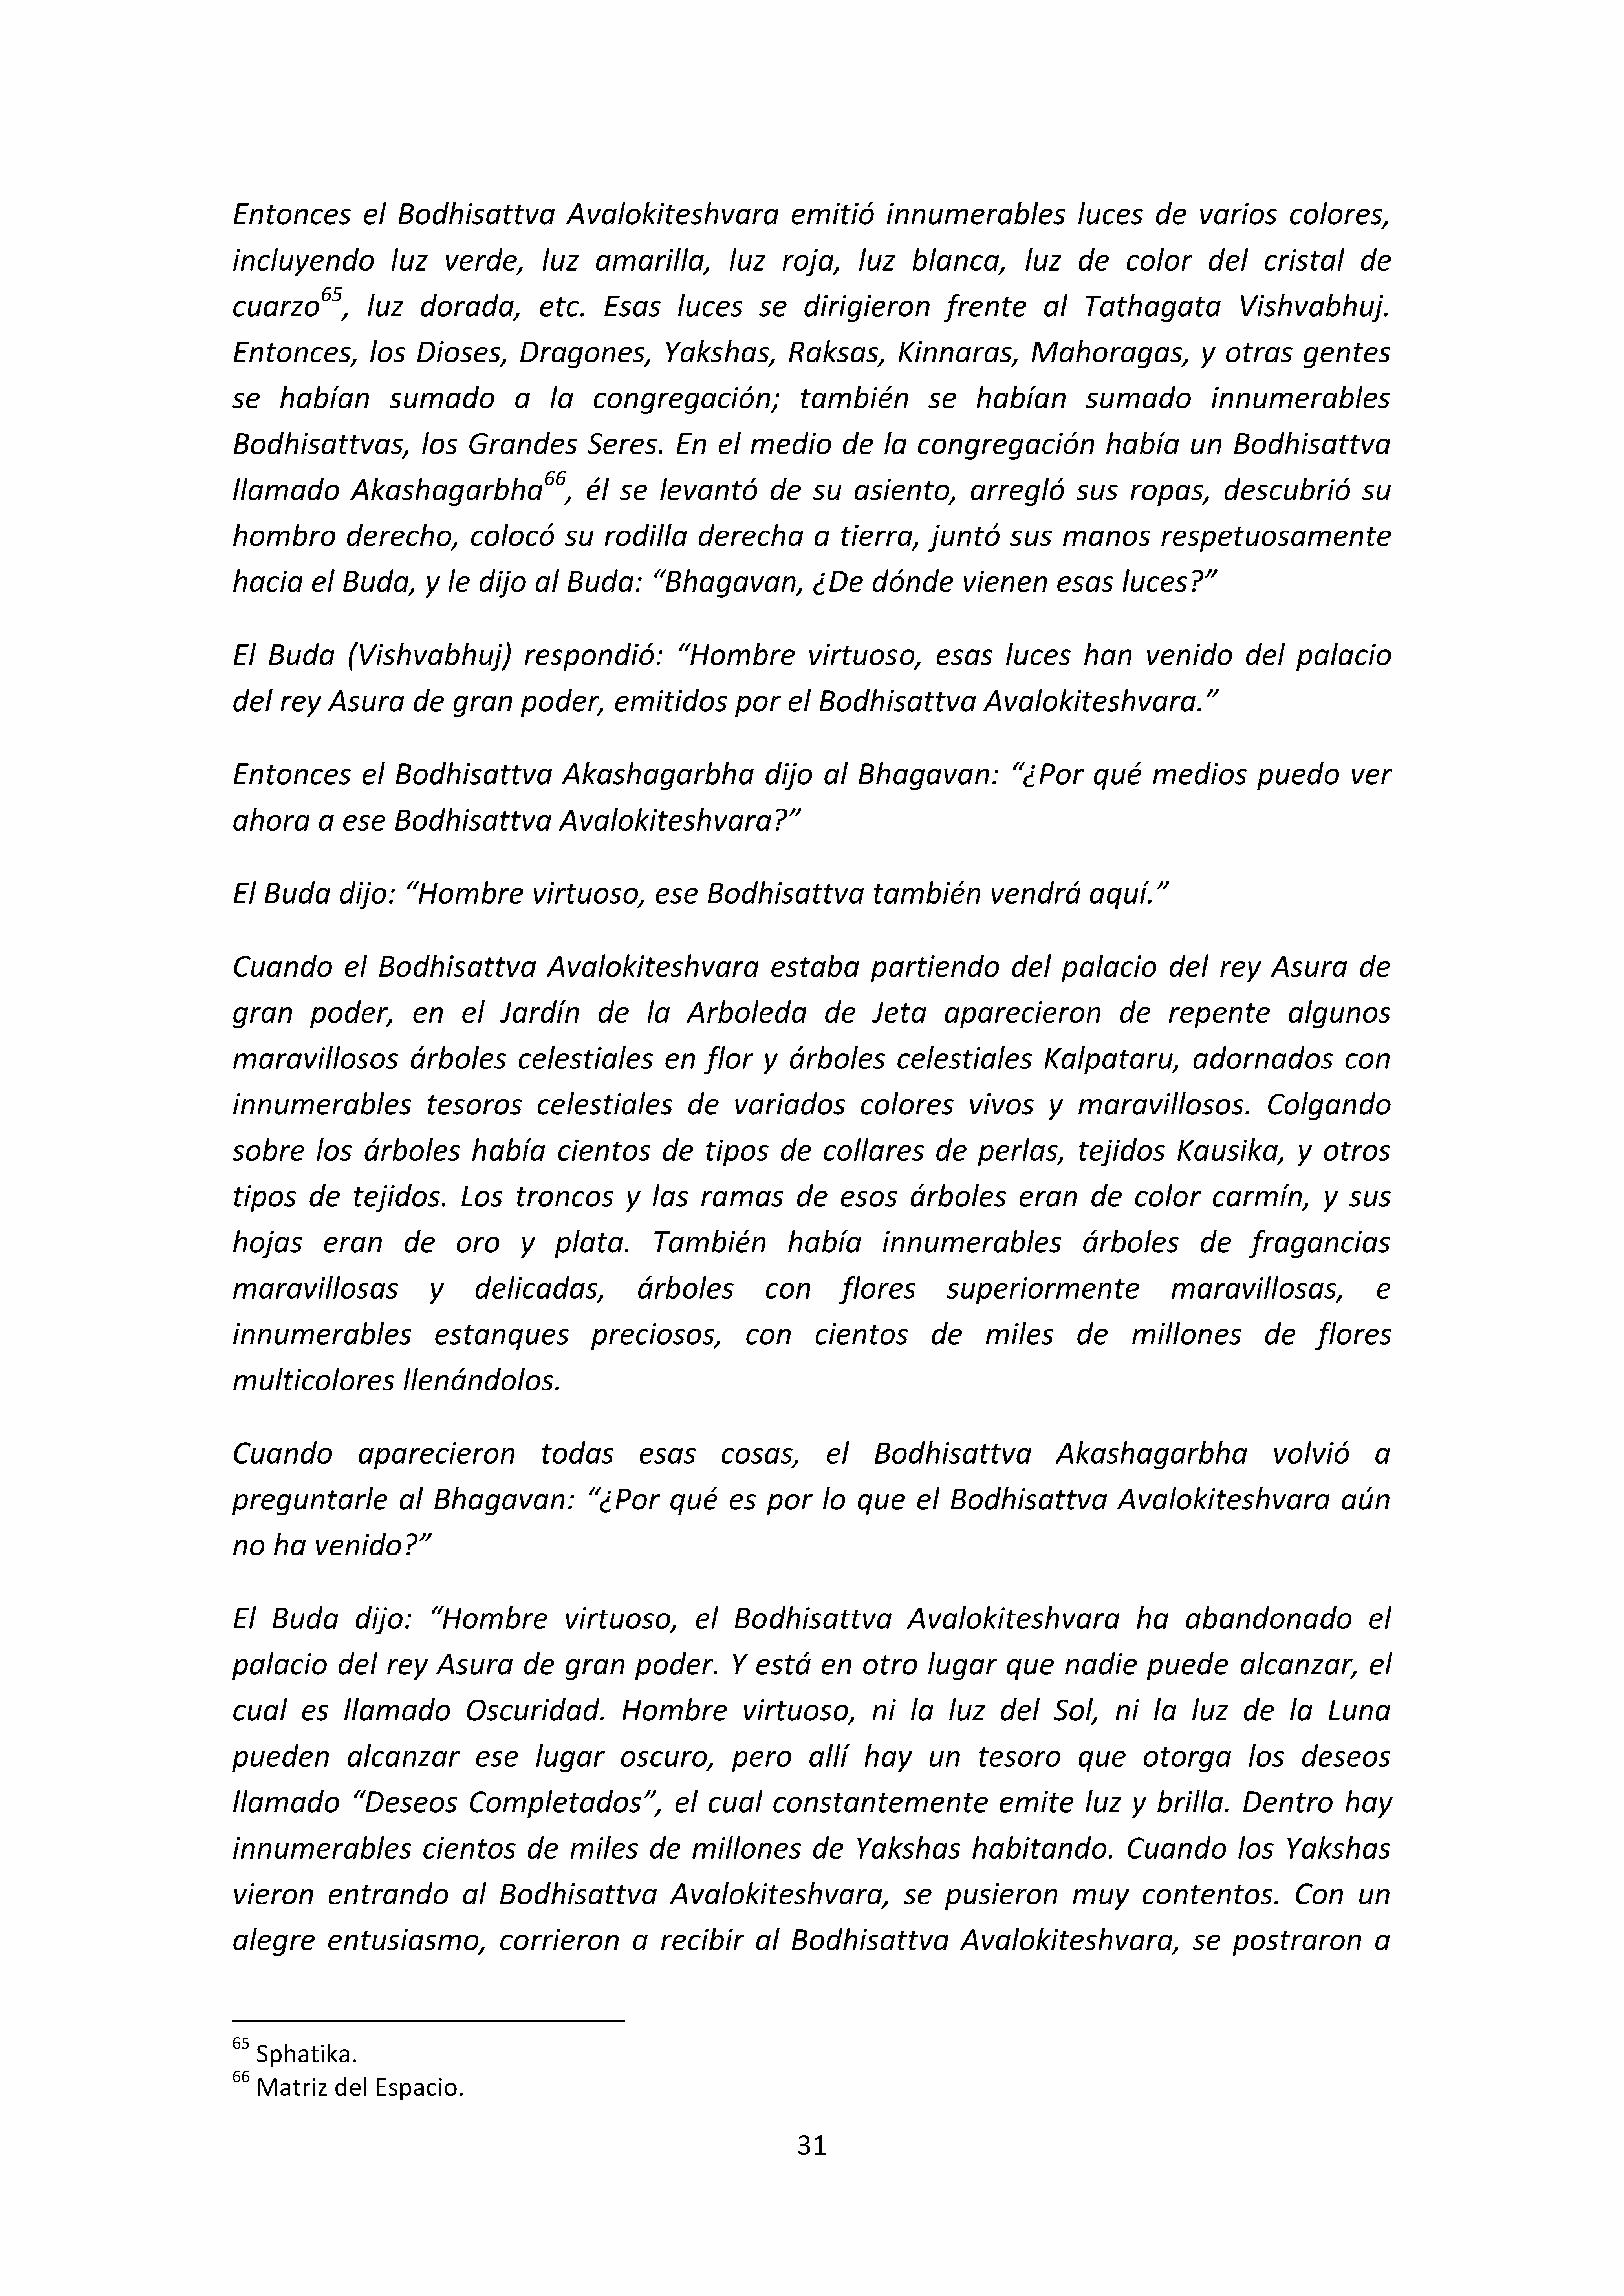 Entonces el Bodhisattva Avalokiteshvara emitió innumerables luces de varios colores,
incluyendo luz verde, luz amarilla, luz roja, luz blanca, luz de color del cristal de
cuarzo65, luz dorada, etc. Esas luces se dirigieron frente al Tathagata Vishvabhuj.
Entonces, los Dioses, Dragones, Yakshas, Raksas, Kinnaras, Mahoragas, y otras gentes
se habían sumado a la congregación; también se habían sumado innumerables
Bodhisattvas, los Grandes Seres. En el medio de la congregación había un Bodhisattva
llamado Akashagarbha66, él se levantó de su asiento, arregló sus ropas, descubrió su
hombro derecho, colocó su rodilla derecha a tierra, juntó sus manos respetuosamente
hacia el Buda, y le dijo al Buda: “Bhagavan, ¿De dónde vienen esas luces?”
El Buda (Vishvabhuj) respondió: “Hombre virtuoso, esas luces han venido del palacio
del rey Asura de gran poder, emitidos por el Bodhisattva Avalokiteshvara.”
Entonces el Bodhisattva Akashagarbha dijo al Bhagavan: “¿Por qué medios puedo ver
ahora a ese Bodhisattva Avalokiteshvara?”
El Buda dijo: “Hombre virtuoso, ese Bodhisattva también vendrá aquí.”
Cuando el Bodhisattva Avalokiteshvara estaba partiendo del palacio del rey Asura de
gran poder, en el Jardín de la Arboleda de Jeta aparecieron de repente algunos
maravillosos árboles celestiales en flor y árboles celestiales Kalpataru, adornados con
innumerables tesoros celestiales de variados colores vivos y maravillosos. Colgando
sobre los árboles había cientos de tipos de collares de perlas, tejidos Kausika, y otros
tipos de tejidos. Los troncos y las ramas de esos árboles eran de color carmín, y sus
hojas eran de oro y plata. También había innumerables árboles de fragancias
maravillosas y delicadas, árboles con flores superiormente maravillosas, e
innumerables estanques preciosos, con cientos de miles de millones de flores
multicolores llenándolos.
Cuando aparecieron todas esas cosas, el Bodhisattva Akashagarbha volvió a
preguntarle al Bhagavan: “¿Por qué es por lo que el Bodhisattva Avalokiteshvara aún
no ha venido?”
El Buda dijo: “Hombre virtuoso, el Bodhisattva Avalokiteshvara ha abandonado el
palacio del rey Asura de gran poder. Y está en otro lugar que nadie puede alcanzar, el
cual es llamado Oscuridad. Hombre virtuoso, ni la luz del Sol, ni la luz de la Luna
pueden alcanzar ese lugar oscuro, pero allí hay un tesoro que otorga los deseos
llamado “Deseos Completados”, el cual constantemente emite luz y brilla. Dentro hay
innumerables cientos de miles de millones de Yakshas habitando. Cuando los Yakshas
vieron entrando al Bodhisattva Avalokiteshvara, se pusieron muy contentos. Con un
alegre entusiasmo, corrieron a recibir al Bodhisattva Avalokiteshvara, se postraron a
65 Sphatika.
66 Matriz del Espacio.
31